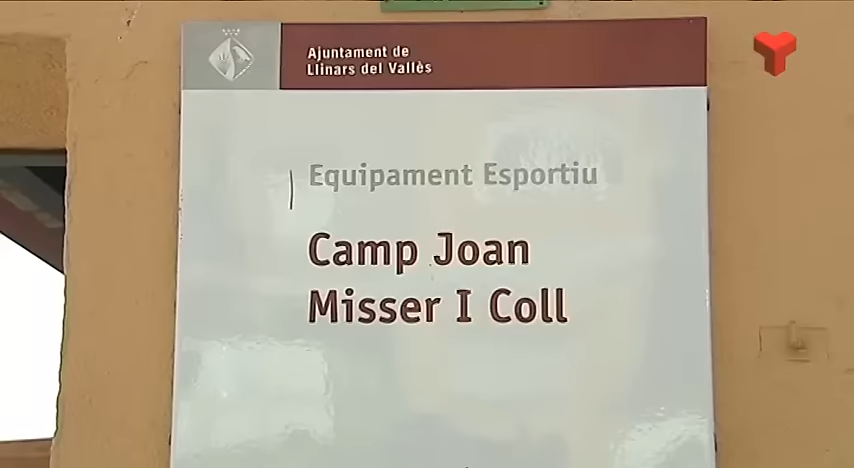 Ajuntament de
Llinars del Vallès
Equipament Esportiu
Camp Joan
Misser I Coll